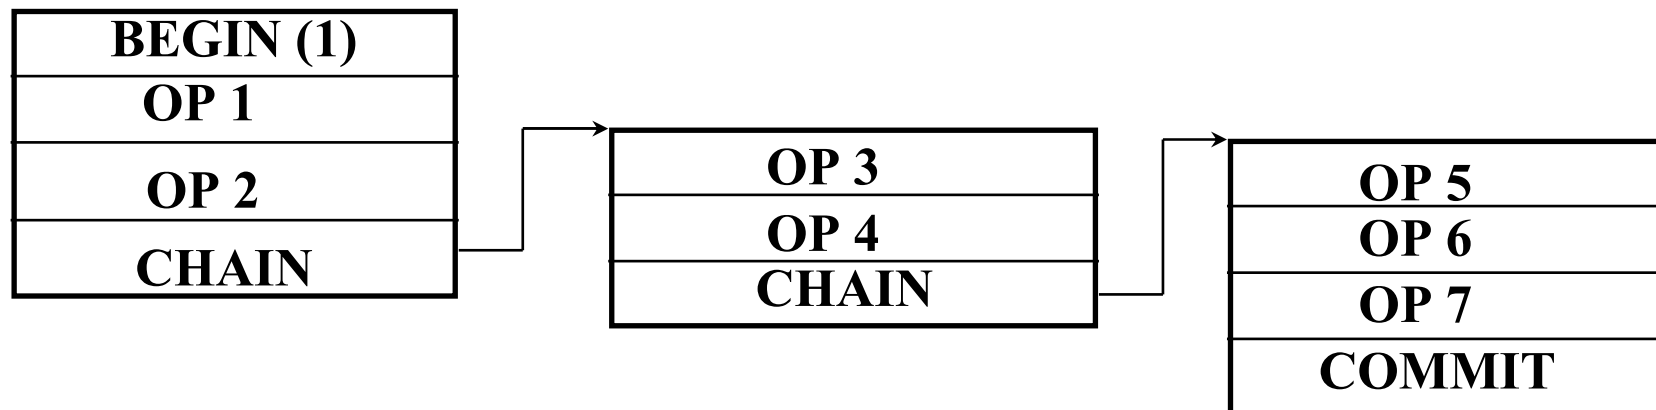 BEGIN (1)
OP 1
OP 2
CHAIN
OP 3
OP 4
CHAIN
OP 5
OP 6
OP 7
COMMIT